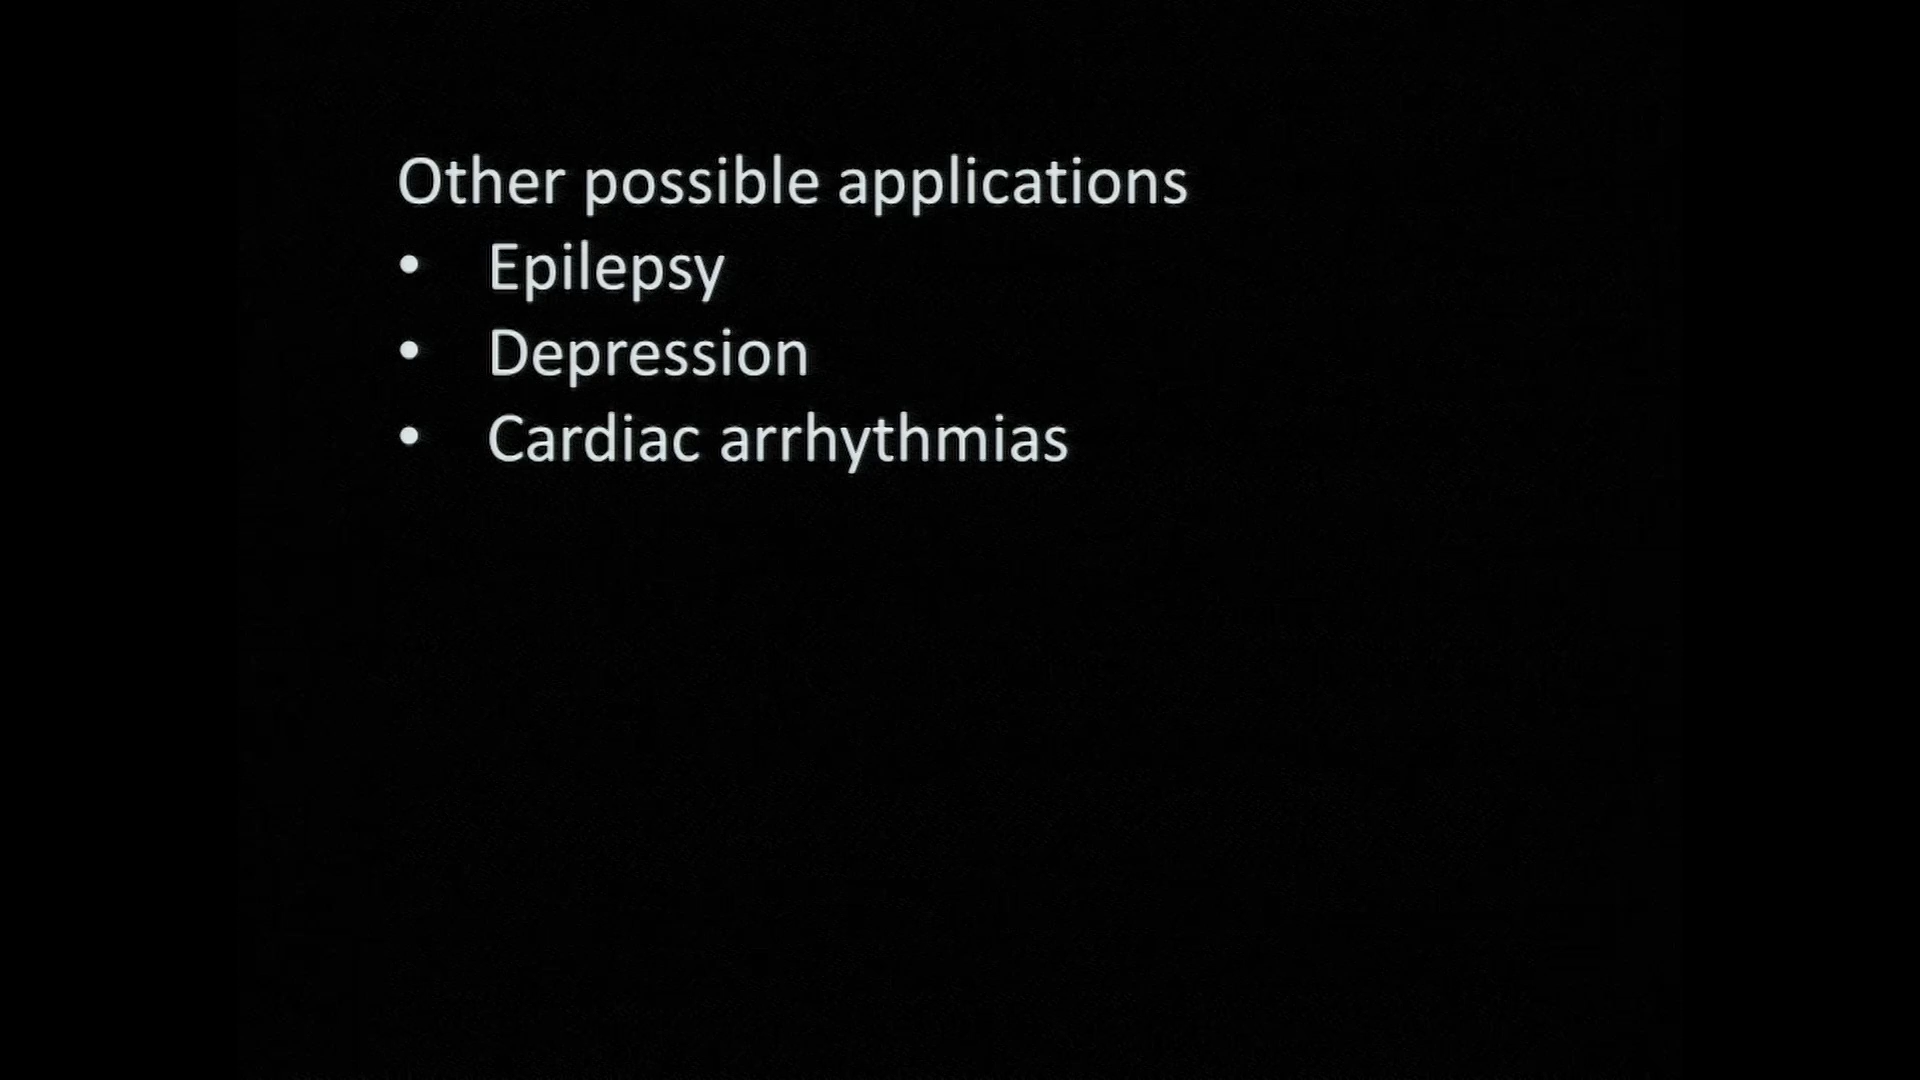 Other possible applications
• Epilepsy
• Depression
• Cardiac arrhythmias